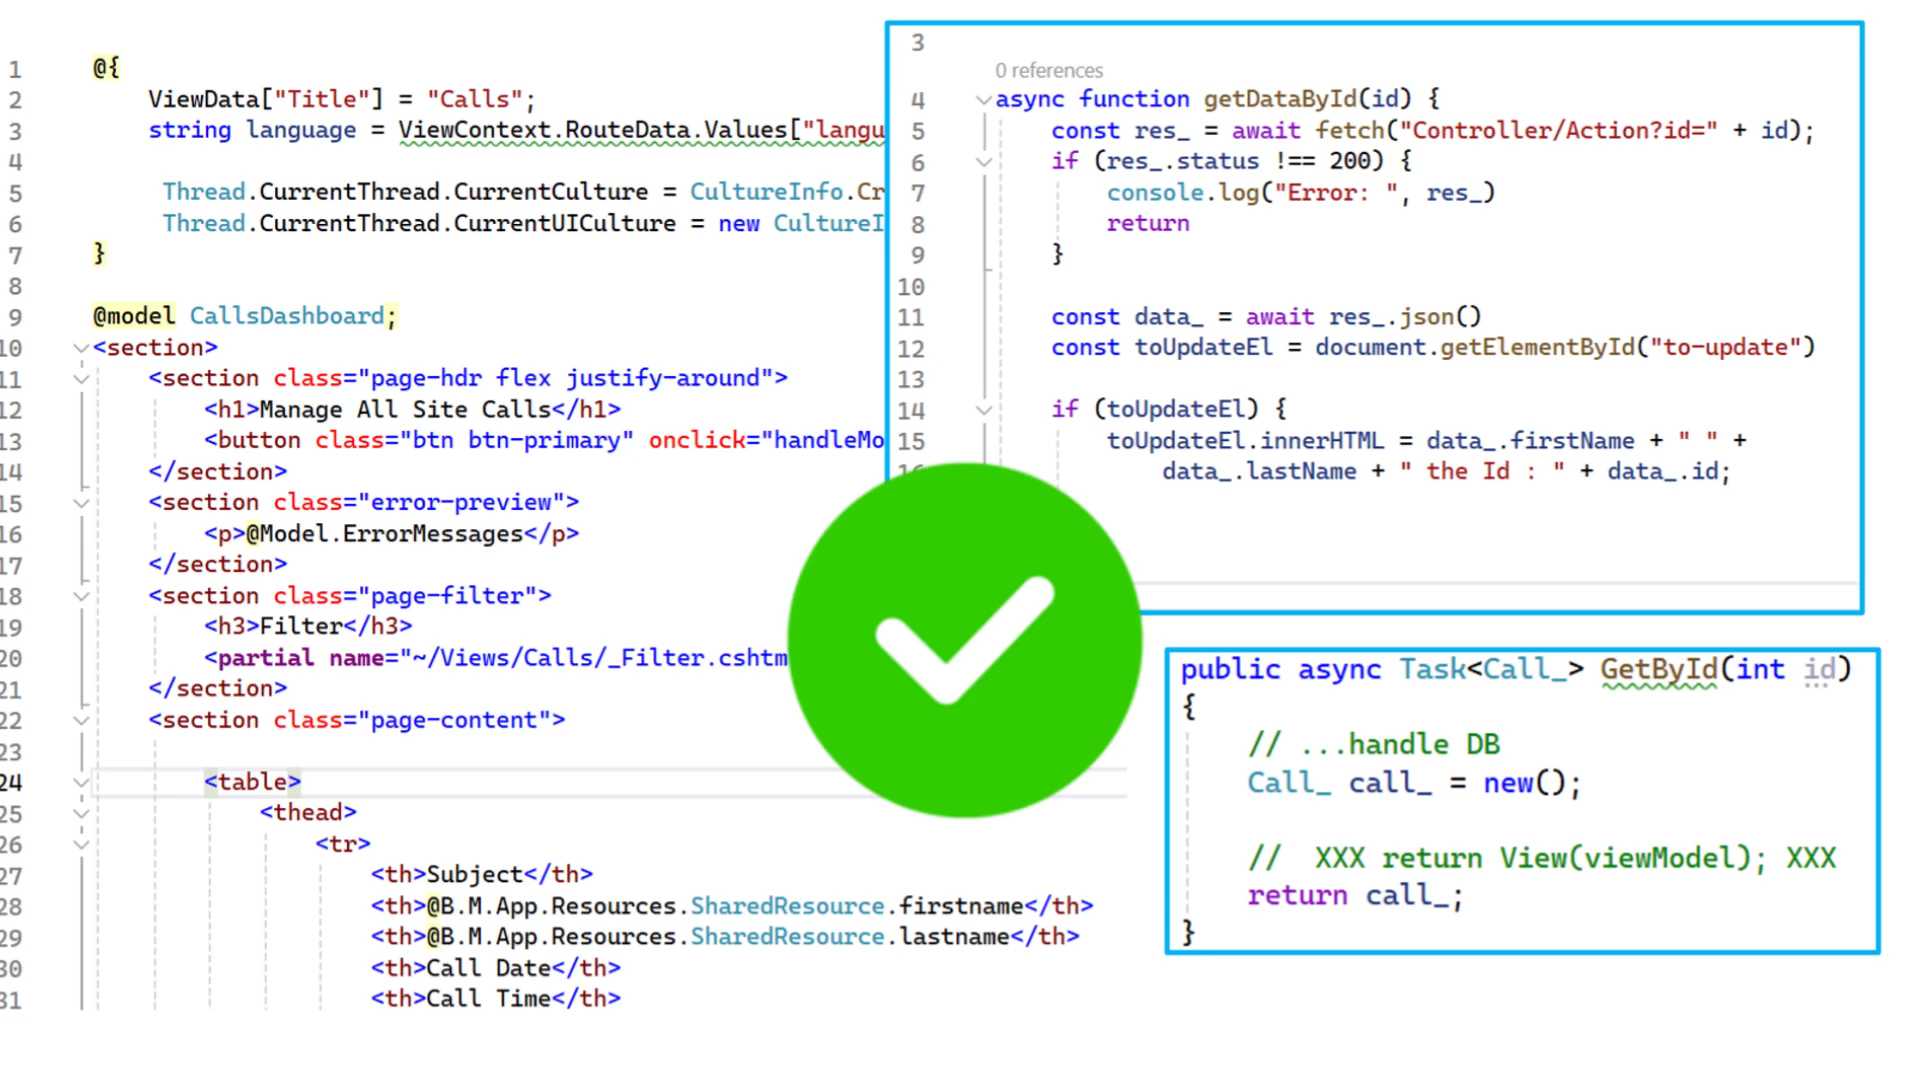 1 @{
2 ViewData["Title"] = "Calls";
3 string language = ViewContext.RouteData.Values["langu
4
5 Thread.CurrentThread.CurrentCulture = CultureInfo.Cr
6 Thread.CurrentThread.CurrentUICulture = new CultureI
7 }
8
9 @model CallsDashboard;
10 <section>
11 <section class="page-hdr flex justify-around">
12 <h1>Manage All Site Calls</h1>
13 <button class="btn btn-primary" onclick="handleMo
14 </section>
15 <section class="error-preview">
16 <p>@Model.ErrorMessages</p>
17 </section>
18 <section class="page-filter">
19 <h3>Filter</h3>
20 <partial name="~/Views/Calls/_Filter.cshtm
21 </section>
22 <section class="page-content">
23
24 <table>
25 <thead>
26 <tr>
27 <th>Subject</th>
28 <th>@B.M.App.Resources.SharedResource.firstname</th>
29 <th>@B.M.App.Resources.SharedResource.lastname</th>
30 <th>Call Date</th>
31 <th>Call Time</th>
3
0 references
4 async function getDataById(id) {
5 const res_ = await fetch("Controller/Action?id=" + id);
6 if (res_.status !== 200) {
7 console.log("Error: ", res_)
8 return
9 }
10
11 const data_ = await res_.json()
12 const toUpdateEl = document.getElementById("to-update")
13
14 if (toUpdateEl) {
15 toUpdateEl.innerHTML = data_.firstName + " " +
16 data_.lastName + " the Id : " + data_.id;
public async Task<Call_> GetById(int id)
{
// ...handle DB
Call_ call_ = new();
// XXX return View(viewModel); XXX
return call_;
}